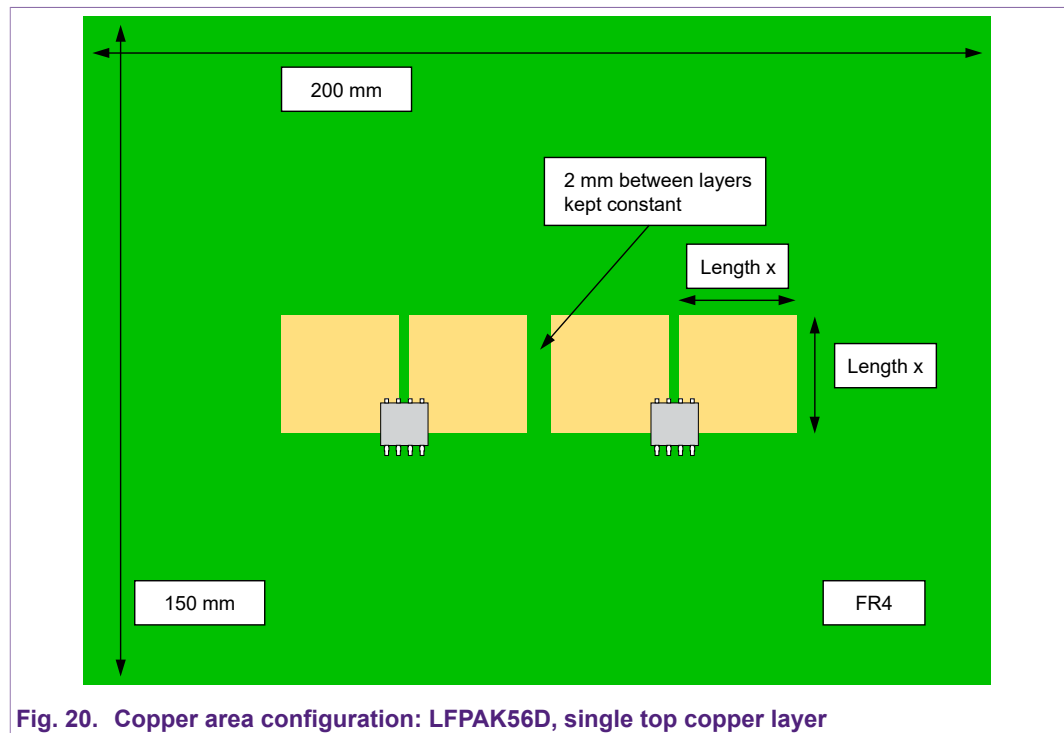 200 mm
2 mm between layers
kept constant
Length x
Length x
150 mm
FR4
Fig. 20. Copper area configuration: LFPAK56D, single top copper layer